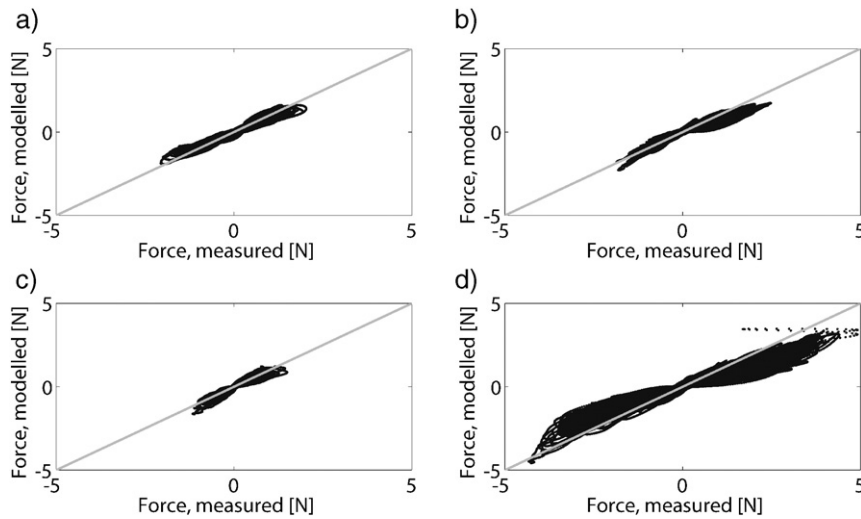 a)
5
0
-5
-5
0
5
Force, modelled [N]
Force, measured [N]
b)
5
0
-5
-5
0
5
Force, modelled [N]
Force, measured [N]
c)
5
0
-5
-5
0
5
Force, modelled [N]
Force, measured [N]
d)
5
0
-5
-5
0
5
Force, modelled [N]
Force, measured [N]